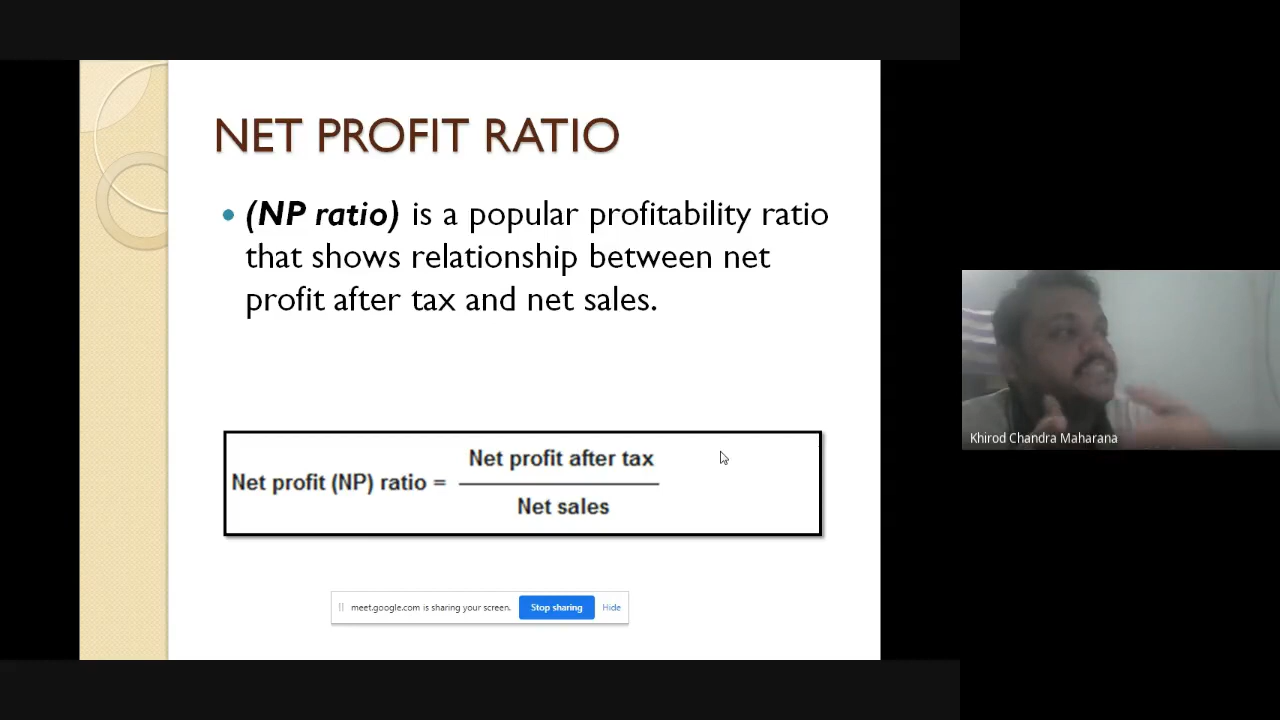 NET PROFIT RATIO
• (NP ratio) is a popular profitability ratio
that shows relationship between net
profit after tax and net sales.
Net profit after tax
Net profit (NP) ratio =
Net sales
meet.google.com is sharing your screen. Stop sharing Hide
Khirod Chandra Maharana